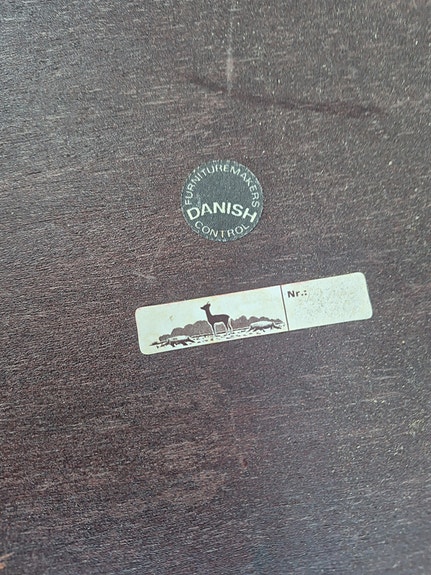 FURNITUREMAKERS
DANISH
CONTROL
Nr.: